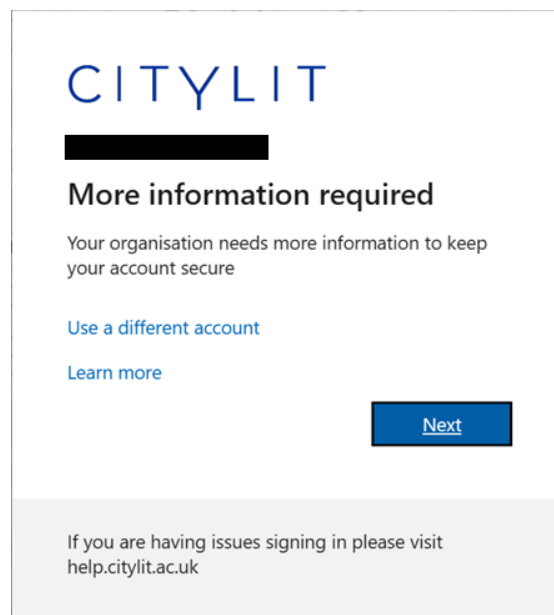 CITYLIT
More information required
Your organisation needs more information to keep
your account secure
Use a different account
Learn more
Next
If you are having issues signing in please visit
help.citylit.ac.uk